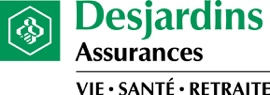 Desjardins
Assurances
VIE • SANTÉ • RETRAITE